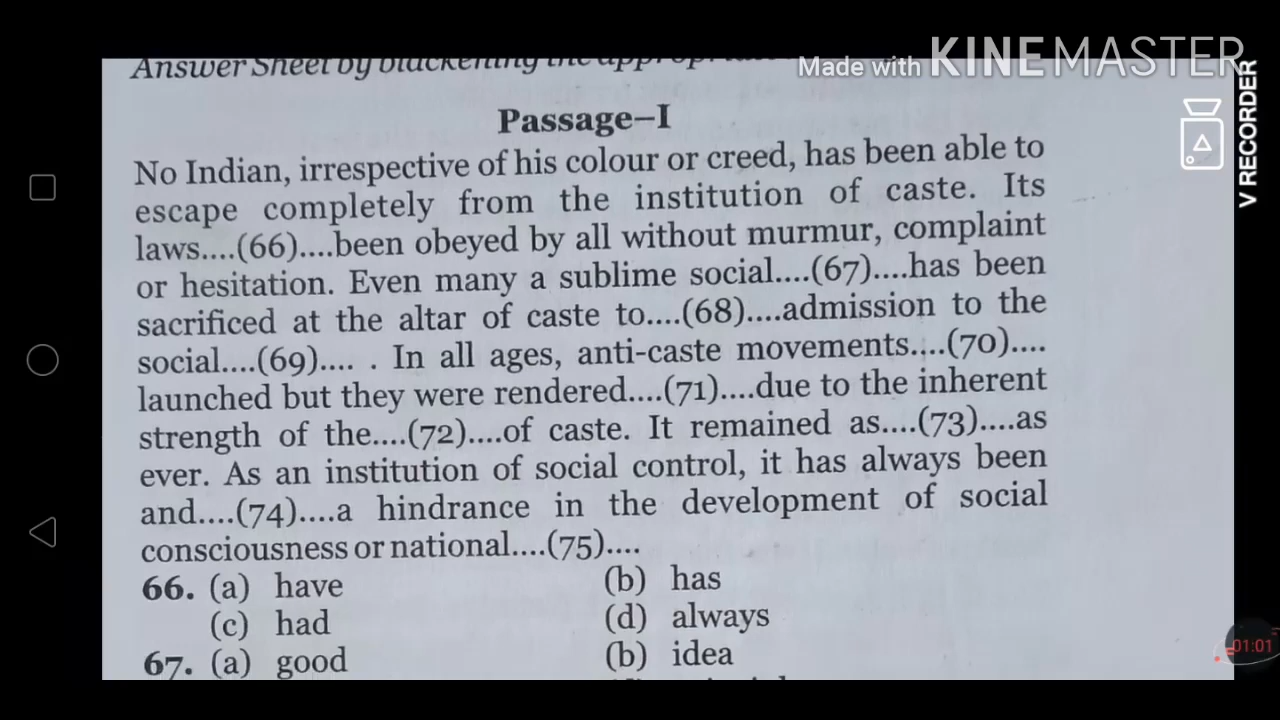 Made with KINEMASTER
V RECORDER
Answer Sheet by blackening the
Passage–I
No Indian, irrespective of his colour or creed, has been able to
escape completely from the institution of caste. Its
laws....(66)....been obeyed by all without murmur, complaint
or hesitation. Even many a sublime social....(67)....has been
sacrificed at the altar of caste to....(68)....admission to the
social....(69).... . In all ages, anti-caste movements....(70)....
launched but they were rendered....(71)....due to the inherent
strength of the....(72)....of caste. It remained as....(73)....as
ever. As an institution of social control, it has always been
and....(74)....a hindrance in the development of social
consciousness or national....(75)....
66. (a) have (b) has
(c) had (d) always
67. (a) good (b) idea
01:01